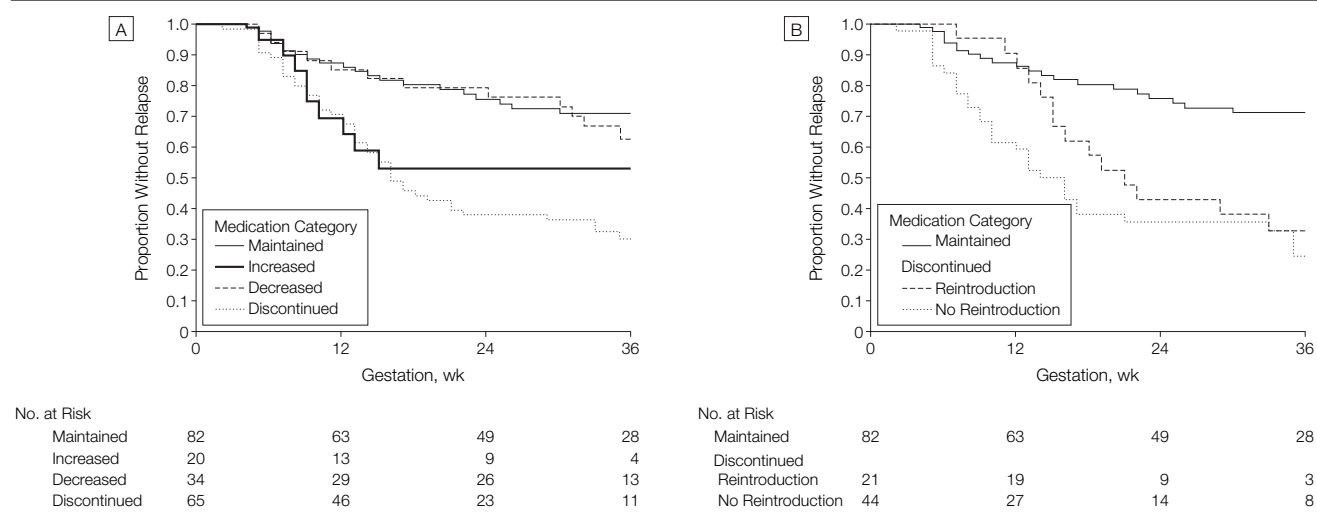 A
1.0
0.9
0.8
0.7
0.6
0.5
0.4
0.3
0.2
0.1
0
Proportion Without Relapse
Medication Category
Maintained
Increased
Decreased
Discontinued
0 12 24 36
Gestation, wk
No. at Risk
Maintained 82 63 49 28
Increased 20 13 9 4
Decreased 34 29 26 13
Discontinued 65 46 23 11
B
1.0
0.9
0.8
0.7
0.6
0.5
0.4
0.3
0.2
0.1
0
Proportion Without Relapse
Medication Category
Maintained
Discontinued
Reintroduction
No Reintroduction
0 12 24 36
Gestation, wk
No. at Risk
Maintained 82 63 49 28
Discontinued
Reintroduction 21 19 9 3
No Reintroduction 44 27 14 8